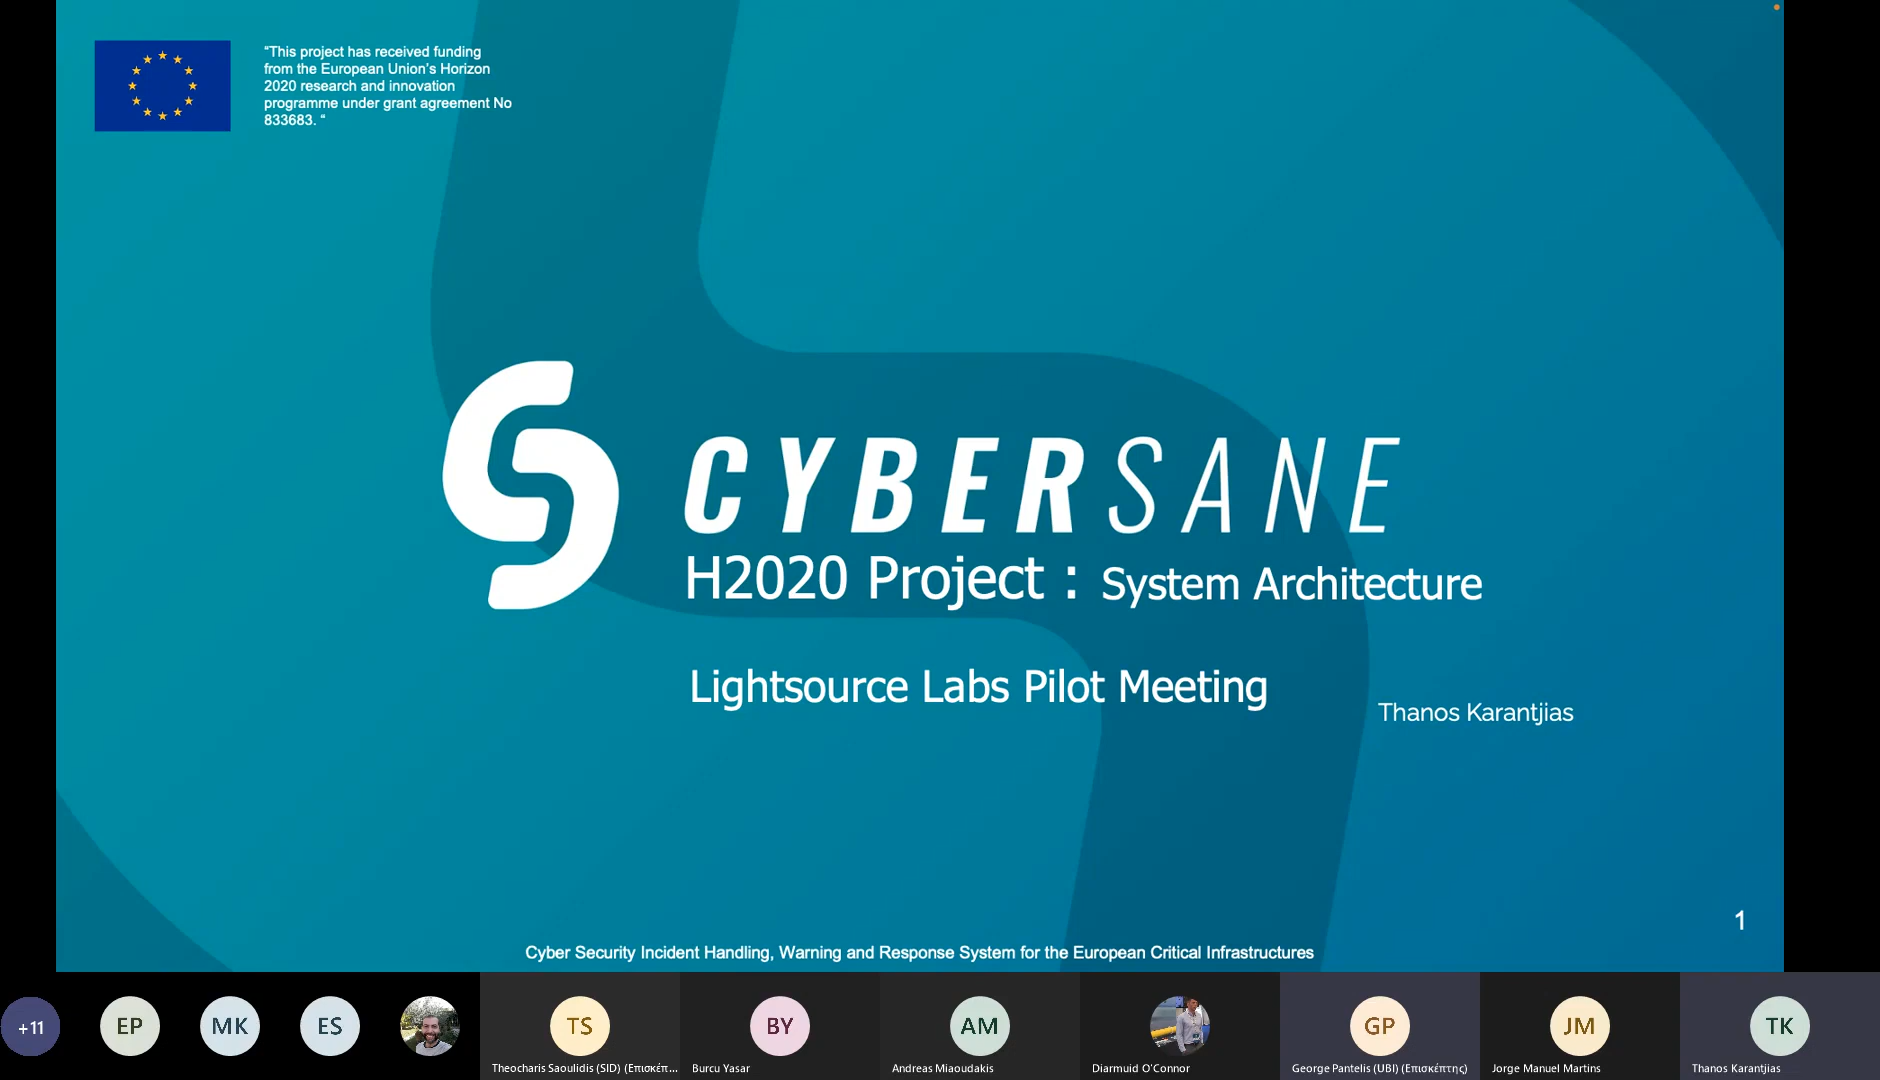 “This project has received funding
from the European Union’s Horizon
2020 research and innovation
programme under grant agreement No
833683. “
CYBERSANE
H2020 Project : System Architecture
Lightsource Labs Pilot Meeting
Thanos Karantjias
1
Cyber Security Incident Handling, Warning and Response System for the European Critical Infrastructures
+11
EP
MK
ES
TS
BY
AM
GP
JM
TK
Theocharis Saoulidis (SID) (Επισκέπ...
Burcu Yasar
Andreas Miaoudakis
Diarmuid O'Connor
George Pantelis (UBI) (Επισκέπτης)
Jorge Manuel Martins
Thanos Karantjias